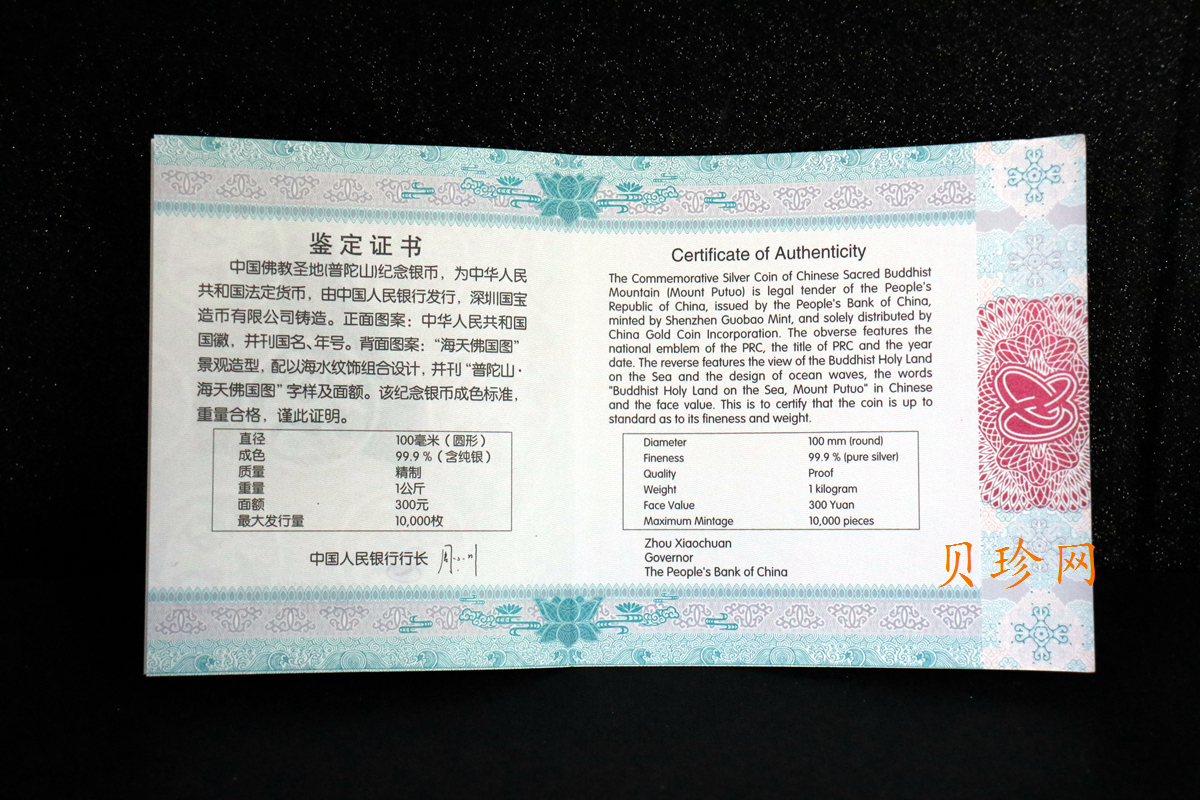 鉴定证书
中国佛教圣地(普陀山)纪念银币，为中华人民
共和国法定货币，由中国人民银行发行，深圳国宝
造币有限公司铸造。正面图案：中华人民共和国
国徽，并刊国名、年号。背面图案：“海天佛国图”
景观造型，配以海水纹饰组合设计，并刊“普陀山·
海天佛国图”字样及面额。该纪念银币成色标准，
重量合格，谨此证明。
直径 100毫米（圆形）
成色 99.9％（含纯银）
质量 精制
重量 1公斤
面额 300元
最大发行量 10,000枚
中国人民银行行长
Certificate of Authenticity
The Commemorative Silver Coin of Chinese Sacred Buddhist
Mountain (Mount Putuo) is legal tender of the People's
Republic of China, issued by the People's Bank of China,
minted by Shenzhen Guobao Mint, and solely distributed by
China Gold Coin Incorporation. The obverse features the
national emblem of the PRC, the title of PRC and the year
date. The reverse features the view of the Buddhist Holy Land
on the Sea and the design of ocean waves, the words
"Buddhist Holy Land on the Sea, Mount Putuo" in Chinese
and the face value. This is to certify that the coin is up to
standard as to its fineness and weight.
Diameter 100 mm (round)
Fineness 99.9 % (pure silver)
Quality Proof
Weight 1 kilogram
Face Value 300 Yuan
Maximum Mintage 10,000 pieces
Zhou Xiaochuan
Governor
The People's Bank of China
贝珍网